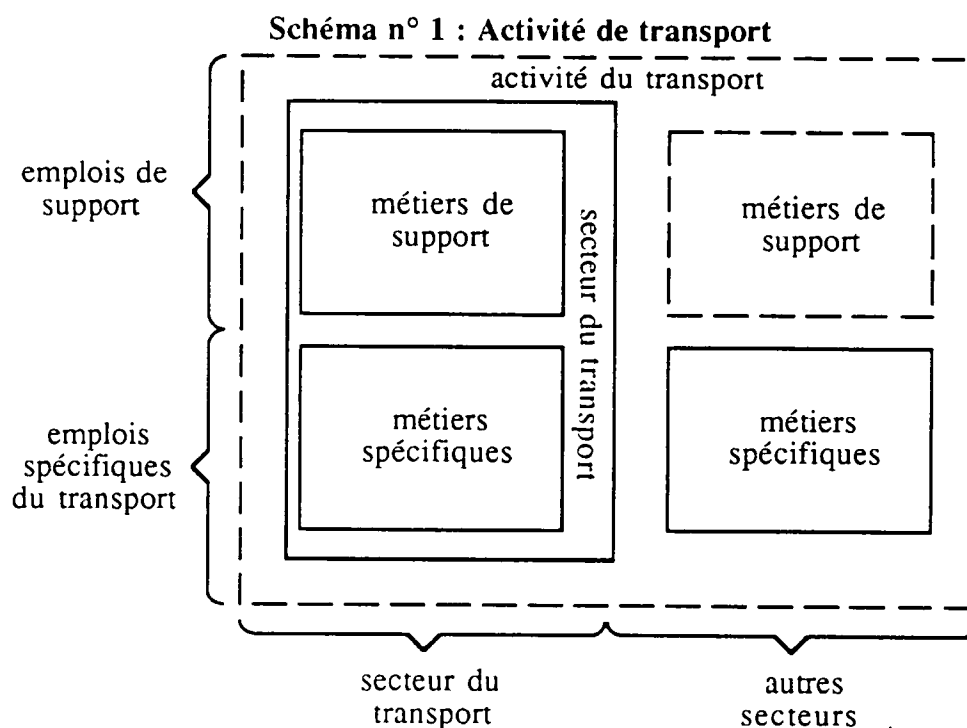 Schéma n° 1 : Activité de transport
activité du transport
emplois de
support
métiers de
support
secteur du transport
métiers de
support
emplois
spécifiques
du transport
métiers
spécifiques
métiers
spécifiques
secteur du
transport
autres
secteurs